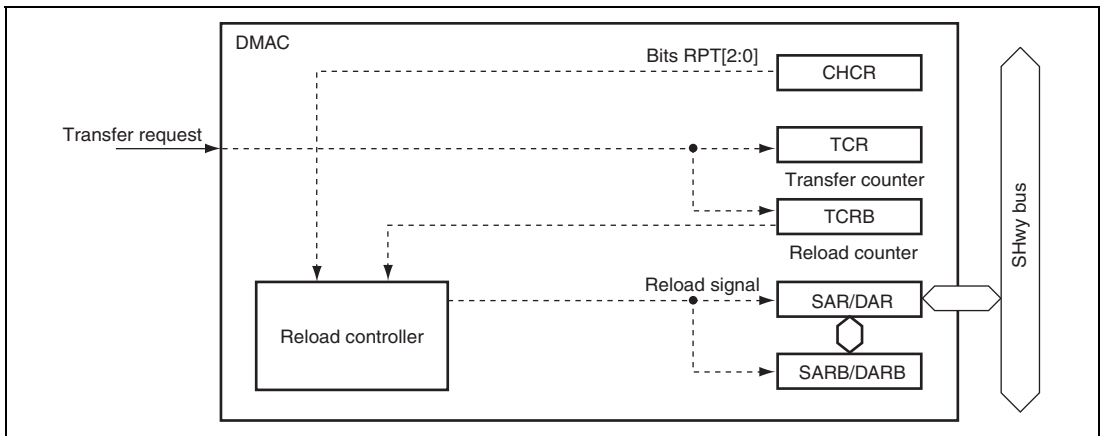 DMAC
Bits RPT[2:0]
CHCR
Transfer request
TCR
Transfer counter
TCRB
Reload counter
SHwy bus
Reload signal
SAR/DAR
Reload controller
SARB/DARB